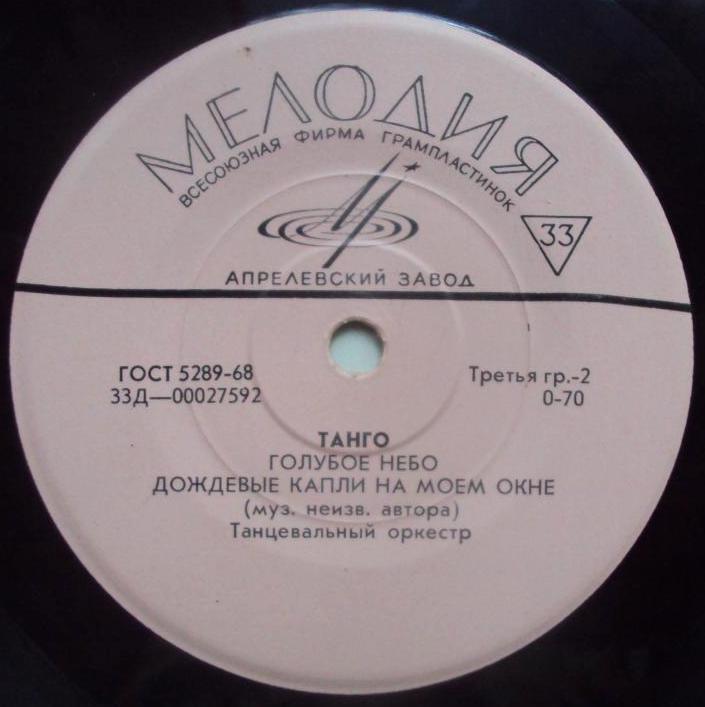 МЕЛОДИЯ
ВСЕСОЮЗНАЯ ФИРМА ГРАМПЛАСТИНОК
33
АПРЕЛЕВСКИЙ ЗАВОД
ГОСТ 5289-68 Третья гр.-2
33Д—00027592 0-70
ТАНГО
ГОЛУБОЕ НЕБО
ДОЖДЕВЫЕ КАПЛИ НА МОЕМ ОКНЕ
(муз. неизв. автора)
Танцевальный оркестр